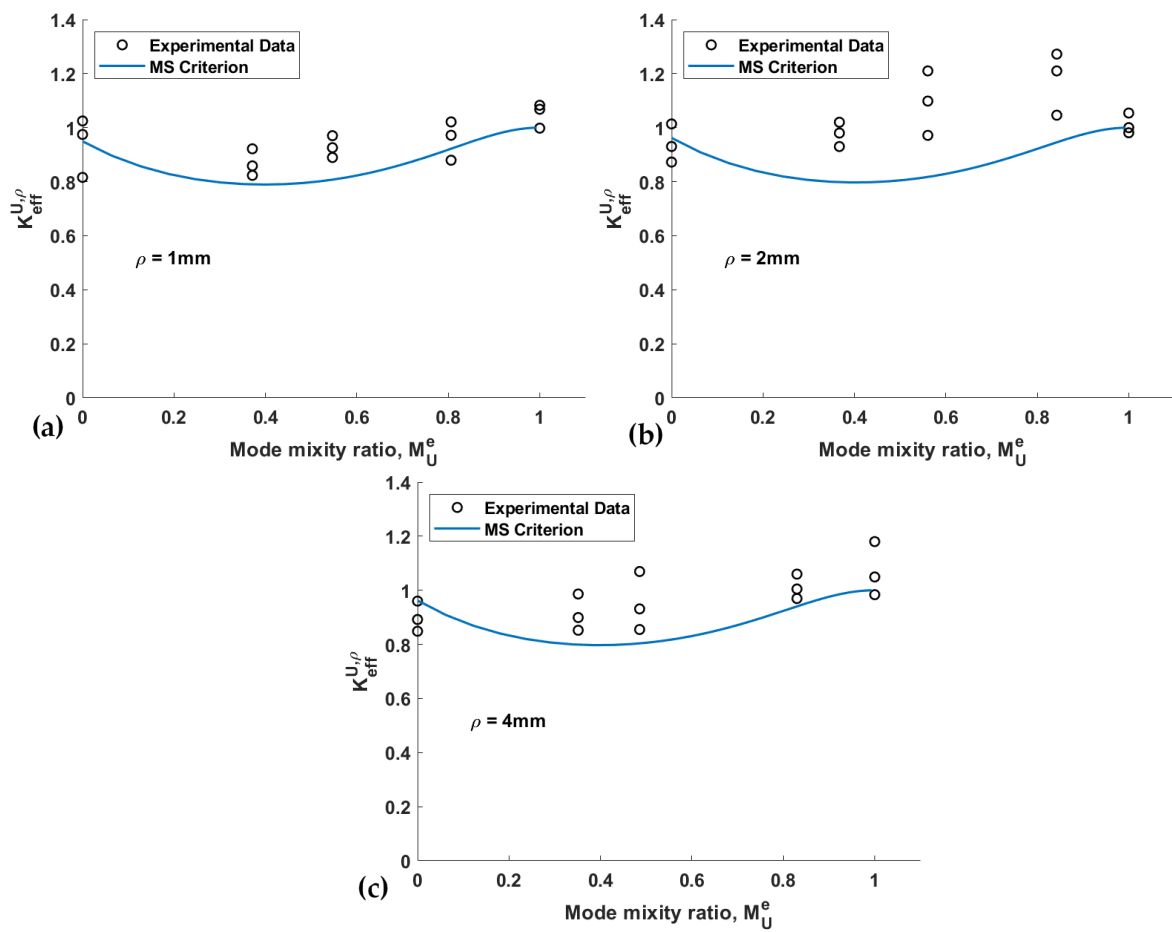 1.4
Experimental Data
MS Criterion
1.2
1
0.8
0.6
0.4
0.2
0
K_eff^U,ρ
ρ = 1mm
0 0.2 0.4 0.6 0.8 1
Mode mixity ratio, M_U^e
(a)
1.4
Experimental Data
MS Criterion
1.2
1
0.8
0.6
0.4
0.2
0
K_eff^U,ρ
ρ = 2mm
0 0.2 0.4 0.6 0.8 1
Mode mixity ratio, M_U^e
(b)
1.4
Experimental Data
MS Criterion
1.2
1
0.8
0.6
0.4
0.2
0
K_eff^U,ρ
ρ = 4mm
0 0.2 0.4 0.6 0.8 1
Mode mixity ratio, M_U^e
(c)